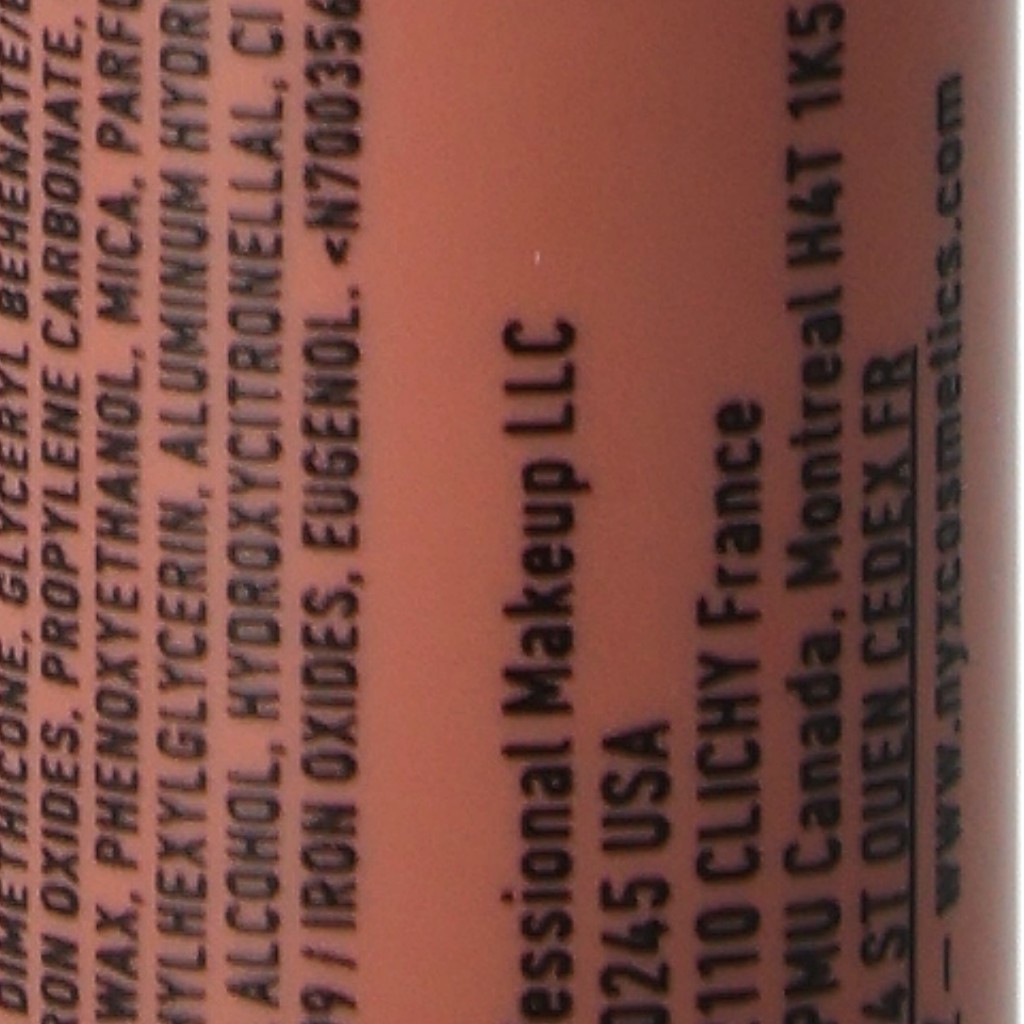 DIMETHICONE, GLYCERYL BEHENATE/
RON OXIDES, PROPYLENE CARBONATE,
WAX, PHENOXYETHANOL, MICA, PARFU
YLHEXYLGLYCERIN, ALUMINUM HYDR
ALCOHOL, HYDROXYCITRONELLAL, CI
9 / IRON OXIDES, EUGENOL. <N700356
essional Makeup LLC
0245 USA
110 CLICHY France
PMU Canada, Montreal H4T 1K5
4 ST OUEN CEDEX FR
— www.nyxcosmetics.com